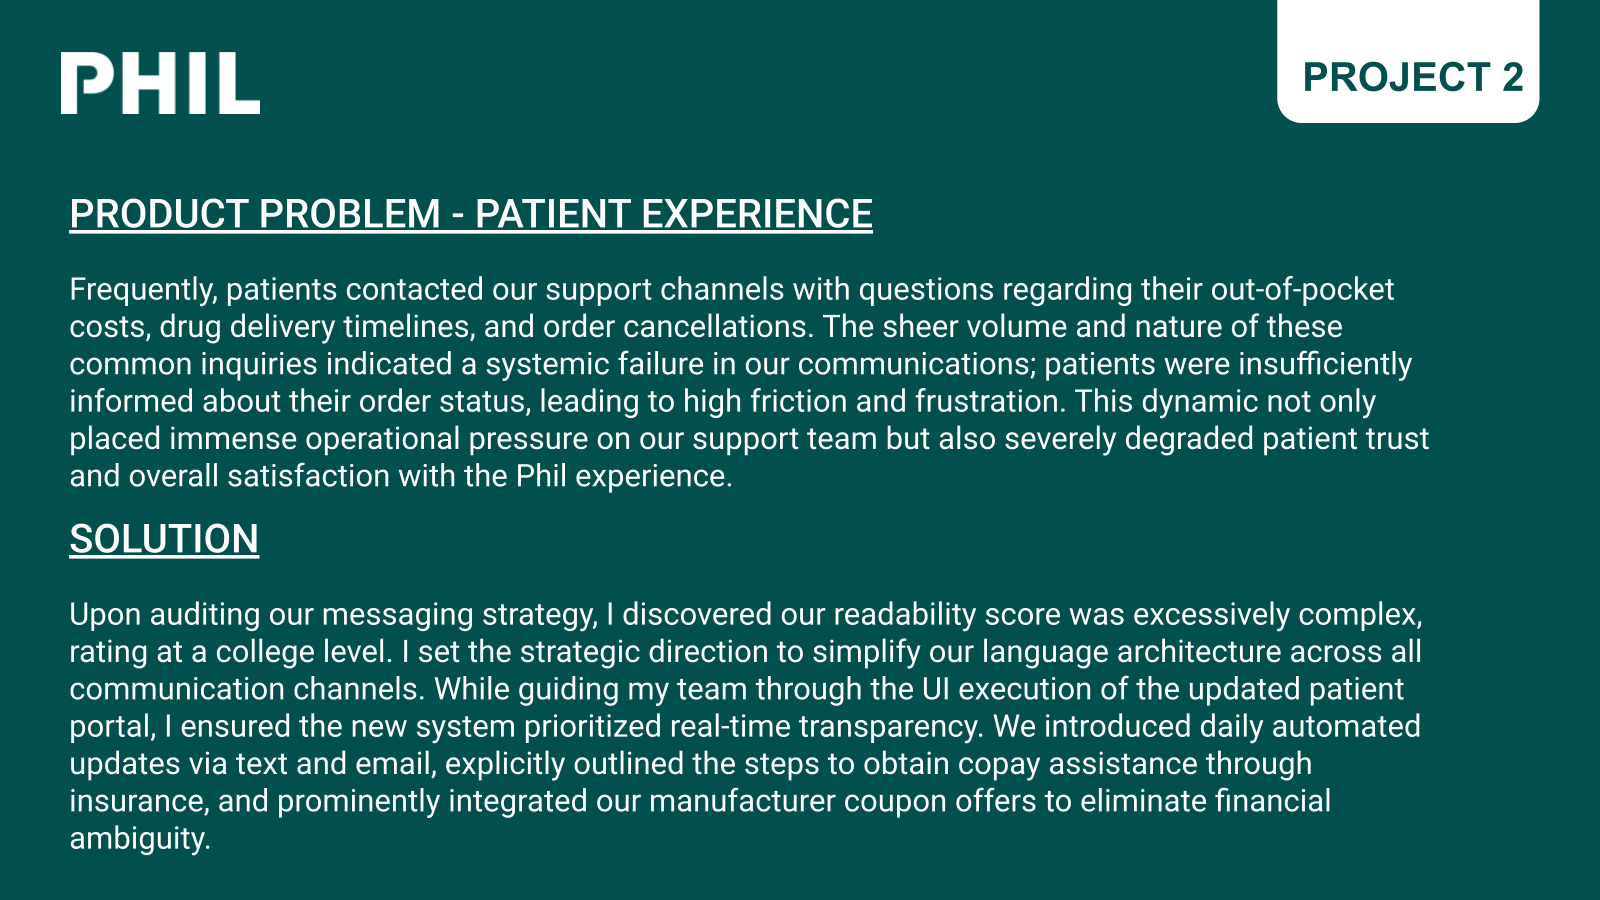 PHIL
PROJECT 2
PRODUCT PROBLEM - PATIENT EXPERIENCE
Frequently, patients contacted our support channels with questions regarding their out-of-pocket
costs, drug delivery timelines, and order cancellations. The sheer volume and nature of these
common inquiries indicated a systemic failure in our communications; patients were insufficiently
informed about their order status, leading to high friction and frustration. This dynamic not only
placed immense operational pressure on our support team but also severely degraded patient trust
and overall satisfaction with the Phil experience.
SOLUTION
Upon auditing our messaging strategy, I discovered our readability score was excessively complex,
rating at a college level. I set the strategic direction to simplify our language architecture across all
communication channels. While guiding my team through the UI execution of the updated patient
portal, I ensured the new system prioritized real-time transparency. We introduced daily automated
updates via text and email, explicitly outlined the steps to obtain copay assistance through
insurance, and prominently integrated our manufacturer coupon offers to eliminate financial
ambiguity.